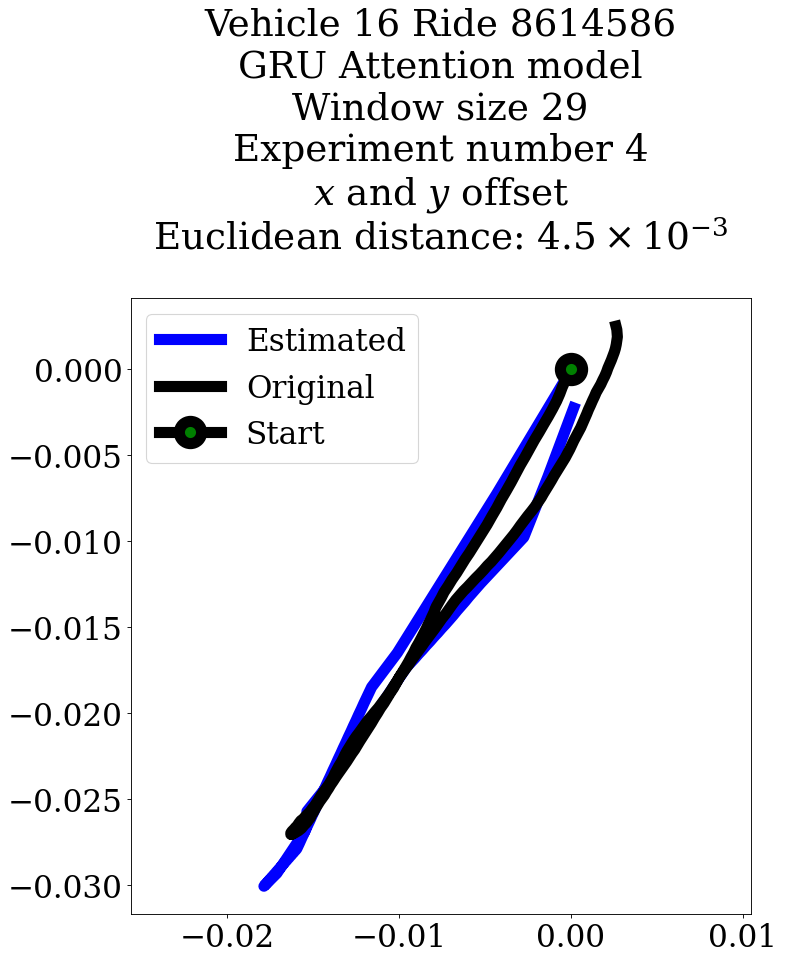 Vehicle 16 Ride 8614586
GRU Attention model
Window size 29
Experiment number 4
x and y offset
Euclidean distance: 4.5 × 10⁻³
Estimated
Original
Start
0.000
−0.005
−0.010
−0.015
−0.020
−0.025
−0.030
−0.02 −0.01 0.00 0.01